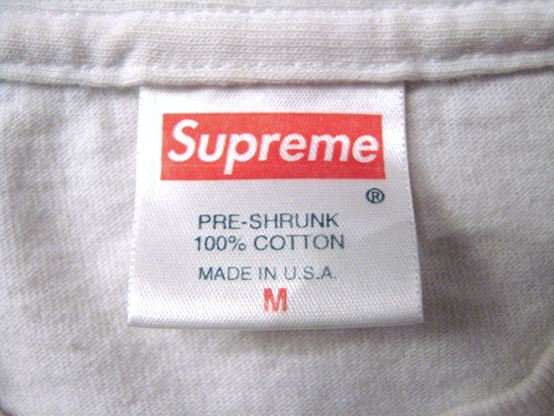 Supreme
®
PRE-SHRUNK
100% COTTON
MADE IN U.S.A.
M